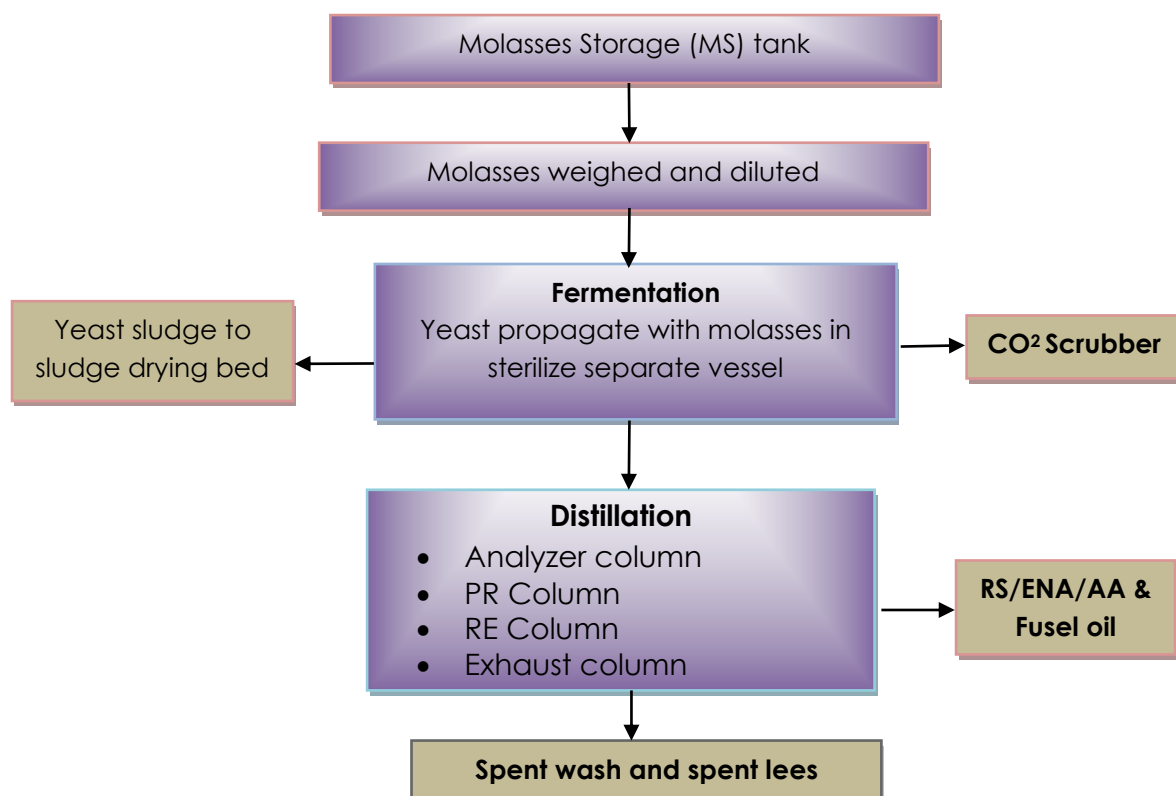 Molasses Storage (MS) tank
Molasses weighed and diluted
Fermentation
Yeast propagate with molasses in
sterilize separate vessel
Yeast sludge to
sludge drying bed
CO² Scrubber
Distillation
• Analyzer column
• PR Column
• RE Column
• Exhaust column
RS/ENA/AA &
Fusel oil
Spent wash and spent lees